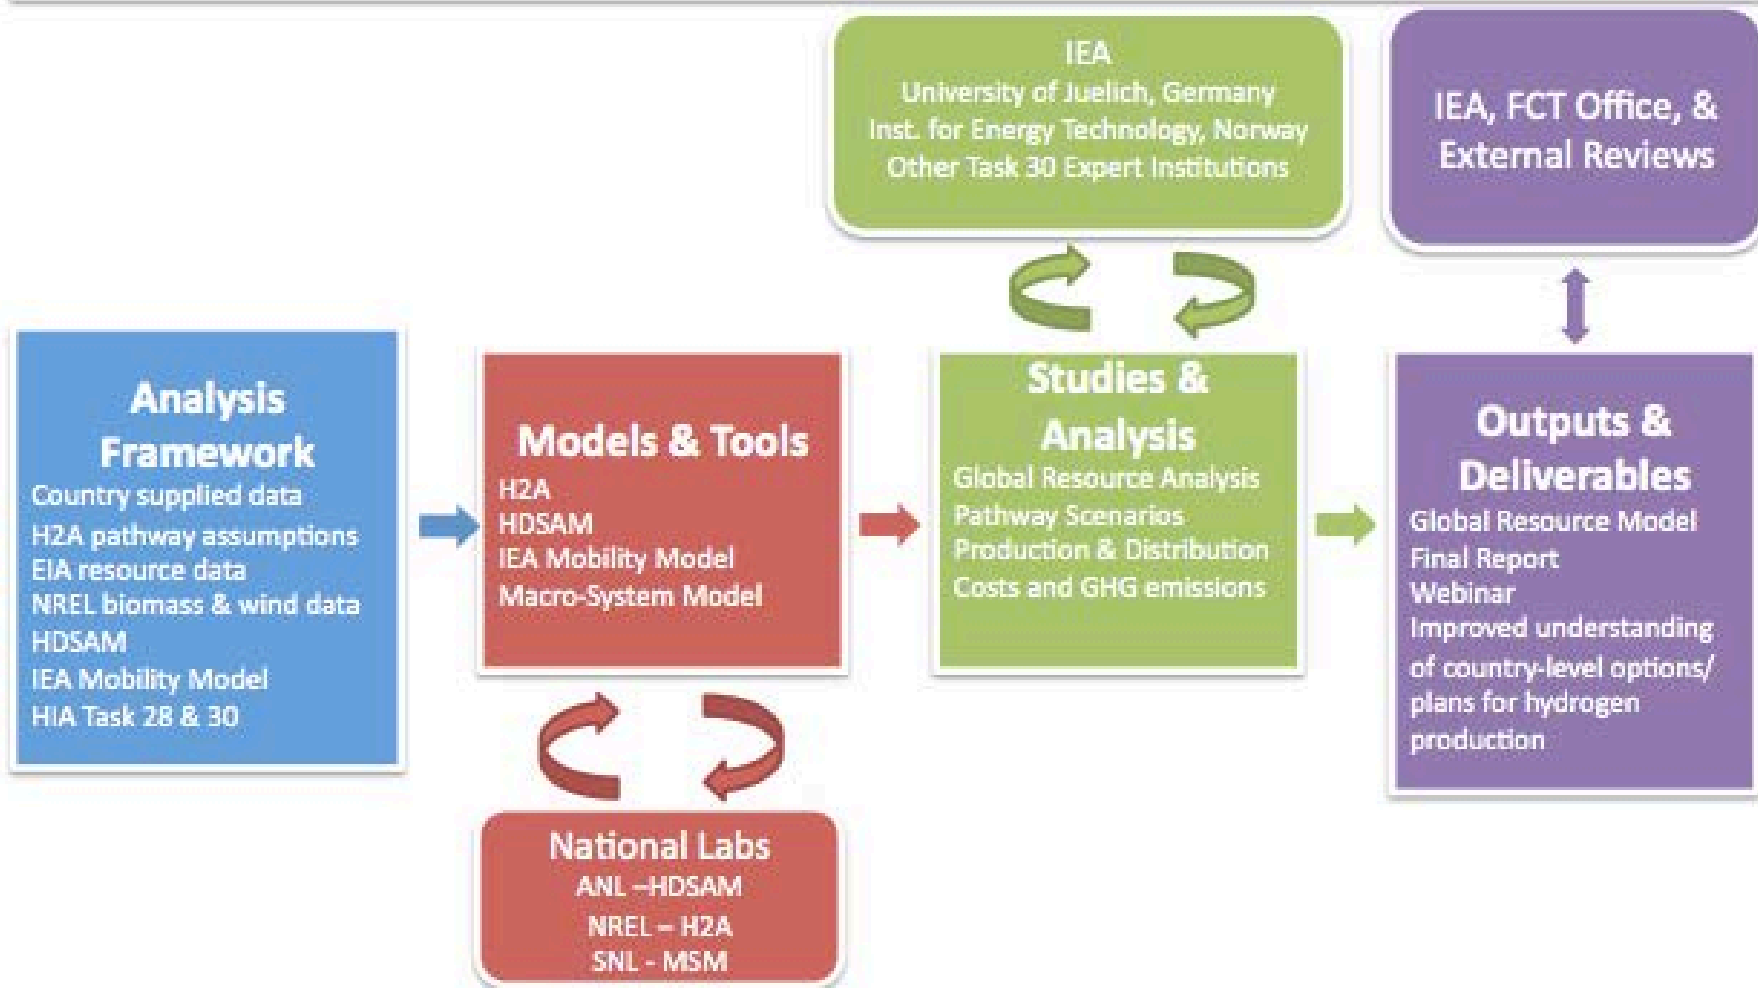 IEA
University of Juelich, Germany
Inst. for Energy Technology, Norway
Other Task 30 Expert Institutions
IEA, FCT Office, &
External Reviews
Analysis
Framework
Country supplied data
H2A pathway assumptions
EIA resource data
NREL biomass & wind data
HDSAM
IEA Mobility Model
HIA Task 28 & 30
Models & Tools
H2A
HDSAM
IEA Mobility Model
Macro-System Model
Studies &
Analysis
Global Resource Analysis
Pathway Scenarios
Production & Distribution
Costs and GHG emissions
Outputs &
Deliverables
Global Resource Model
Final Report
Webinar
Improved understanding
of country-level options/
plans for hydrogen
production
National Labs
ANL –HDSAM
NREL – H2A
SNL - MSM